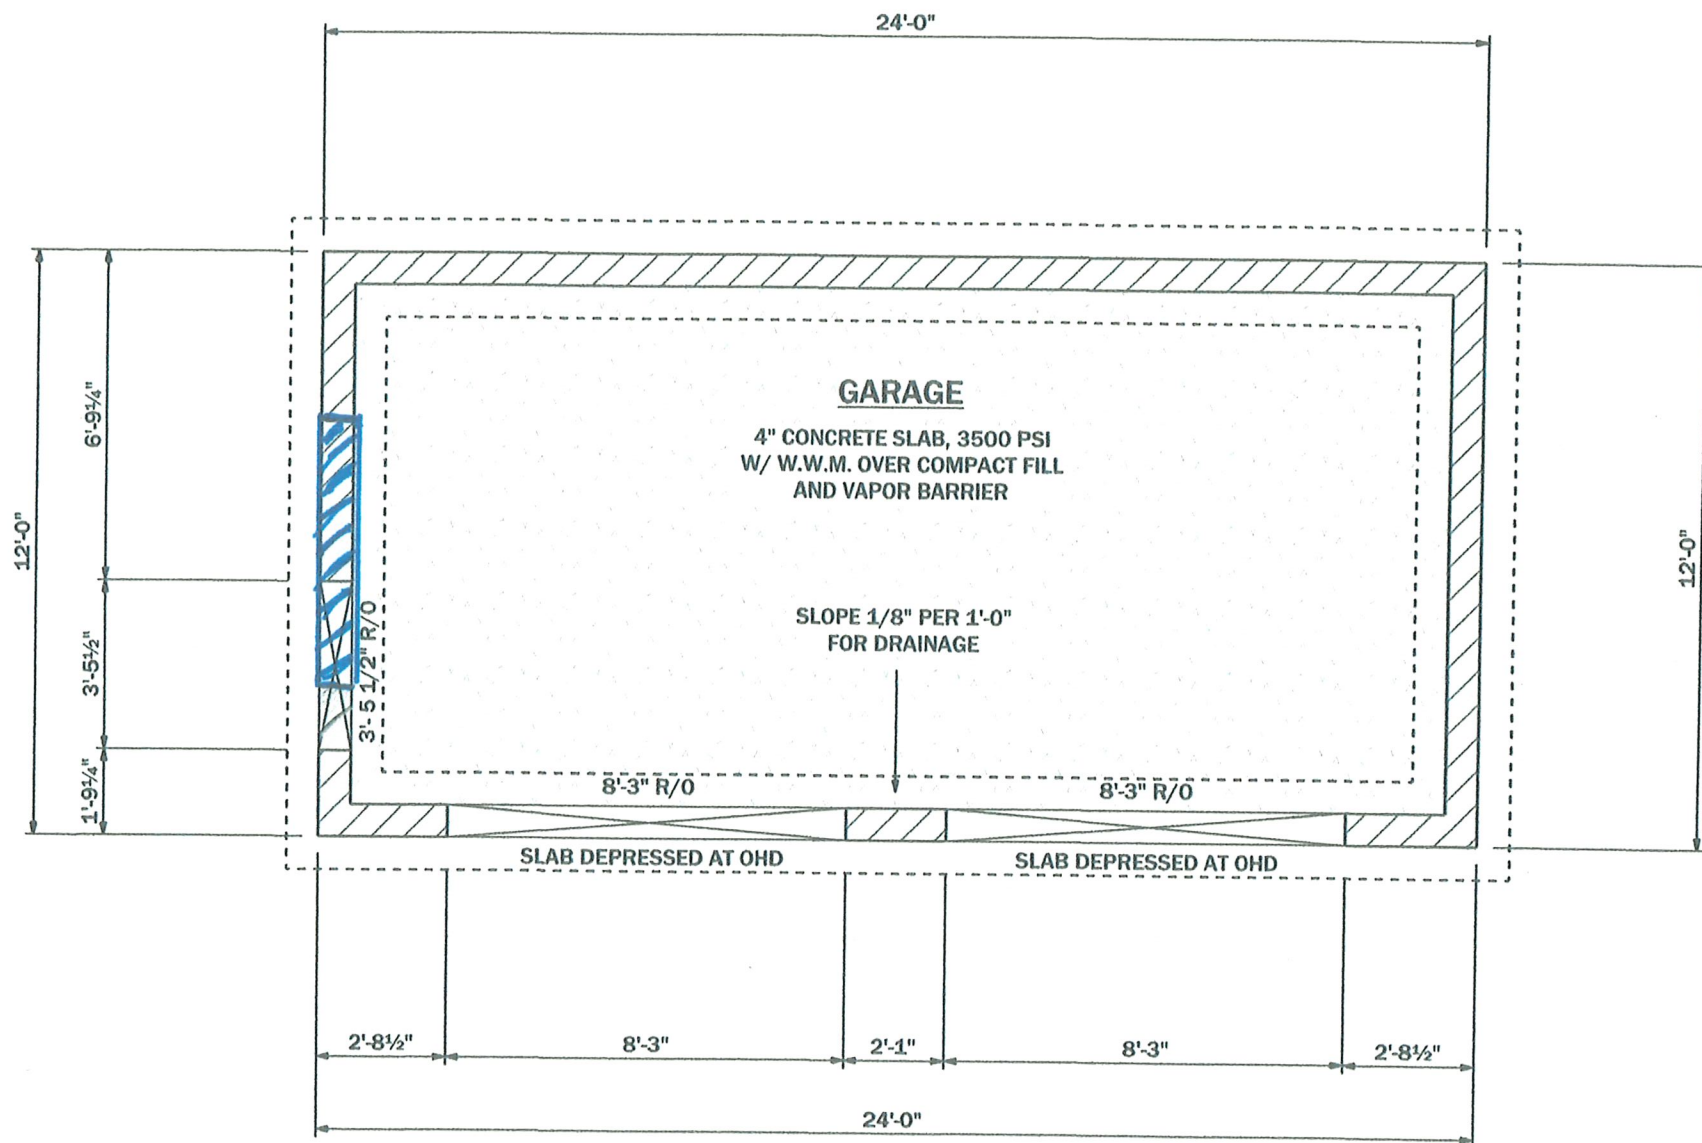 24'-0"
GARAGE
4" CONCRETE SLAB, 3500 PSI
W/ W.W.M. OVER COMPACT FILL
AND VAPOR BARRIER
6'-9¼"
12'-0"
12'-0"
3'-5½"
3'-5 1/2" R/O
SLOPE 1/8" PER 1'-0"
FOR DRAINAGE
1'-9¼"
8'-3" R/O
8'-3" R/O
SLAB DEPRESSED AT OHD
SLAB DEPRESSED AT OHD
2'-8½"
8'-3"
2'-1"
8'-3"
2'-8½"
24'-0"